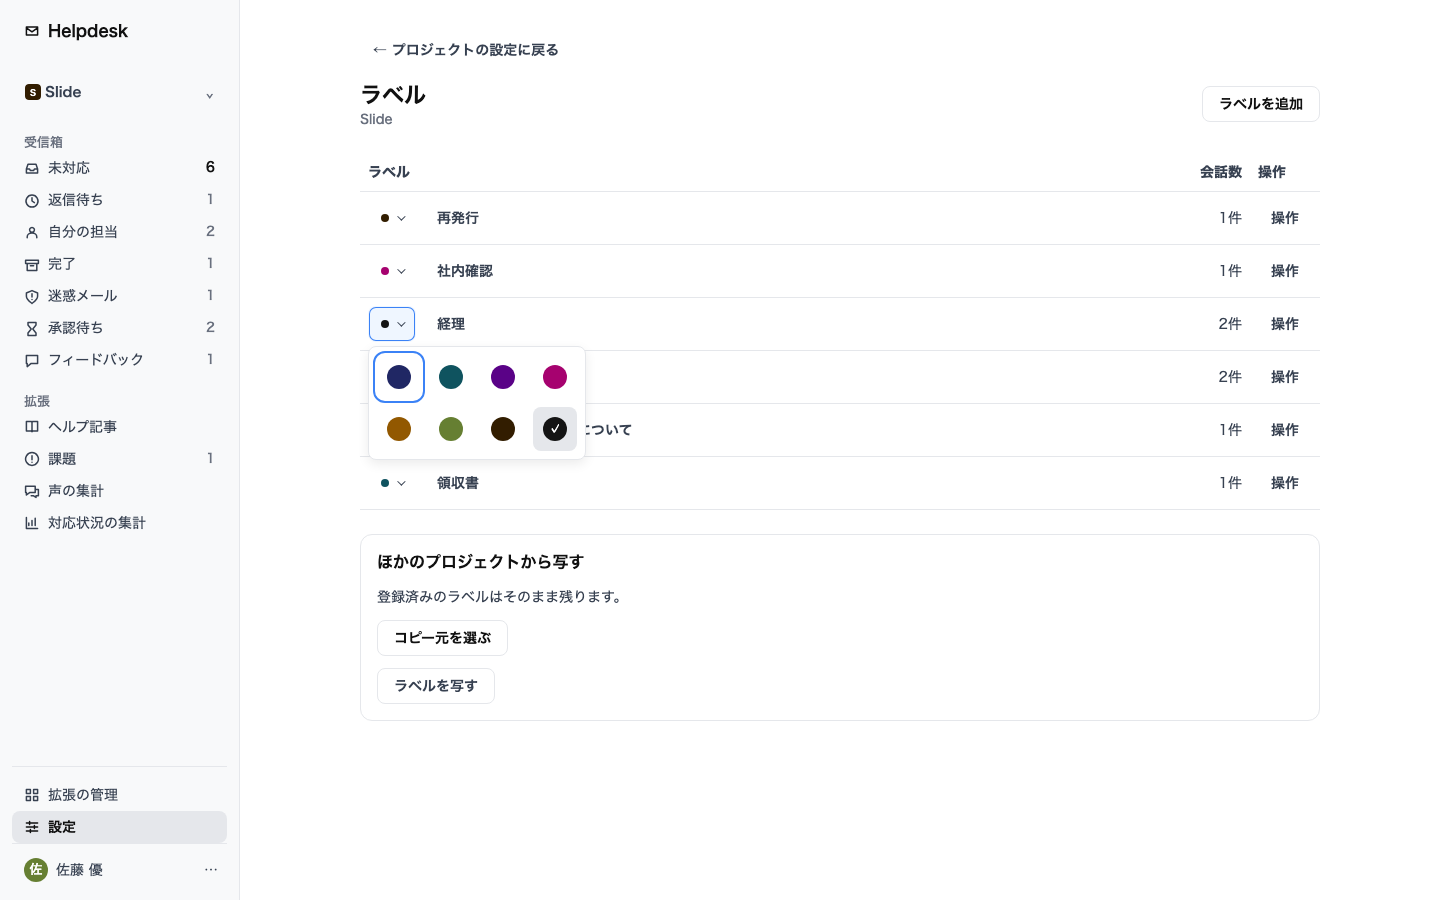 Helpdesk
S Slide
受信箱
未対応 6
返信待ち 1
自分の担当 2
完了 1
迷惑メール 1
承認待ち 2
フィードバック 1
拡張
ヘルプ記事
課題 1
声の集計
対応状況の集計
拡張の管理
設定
佐 佐藤 優 …
← プロジェクトの設定に戻る
ラベル
Slide
ラベルを追加
ラベル 会話数 操作
再発行 1件 操作
社内確認 1件 操作
経理 2件 操作
2件 操作
について 1件 操作
領収書 1件 操作
ほかのプロジェクトから写す
登録済みのラベルはそのまま残ります。
コピー元を選ぶ
ラベルを写す